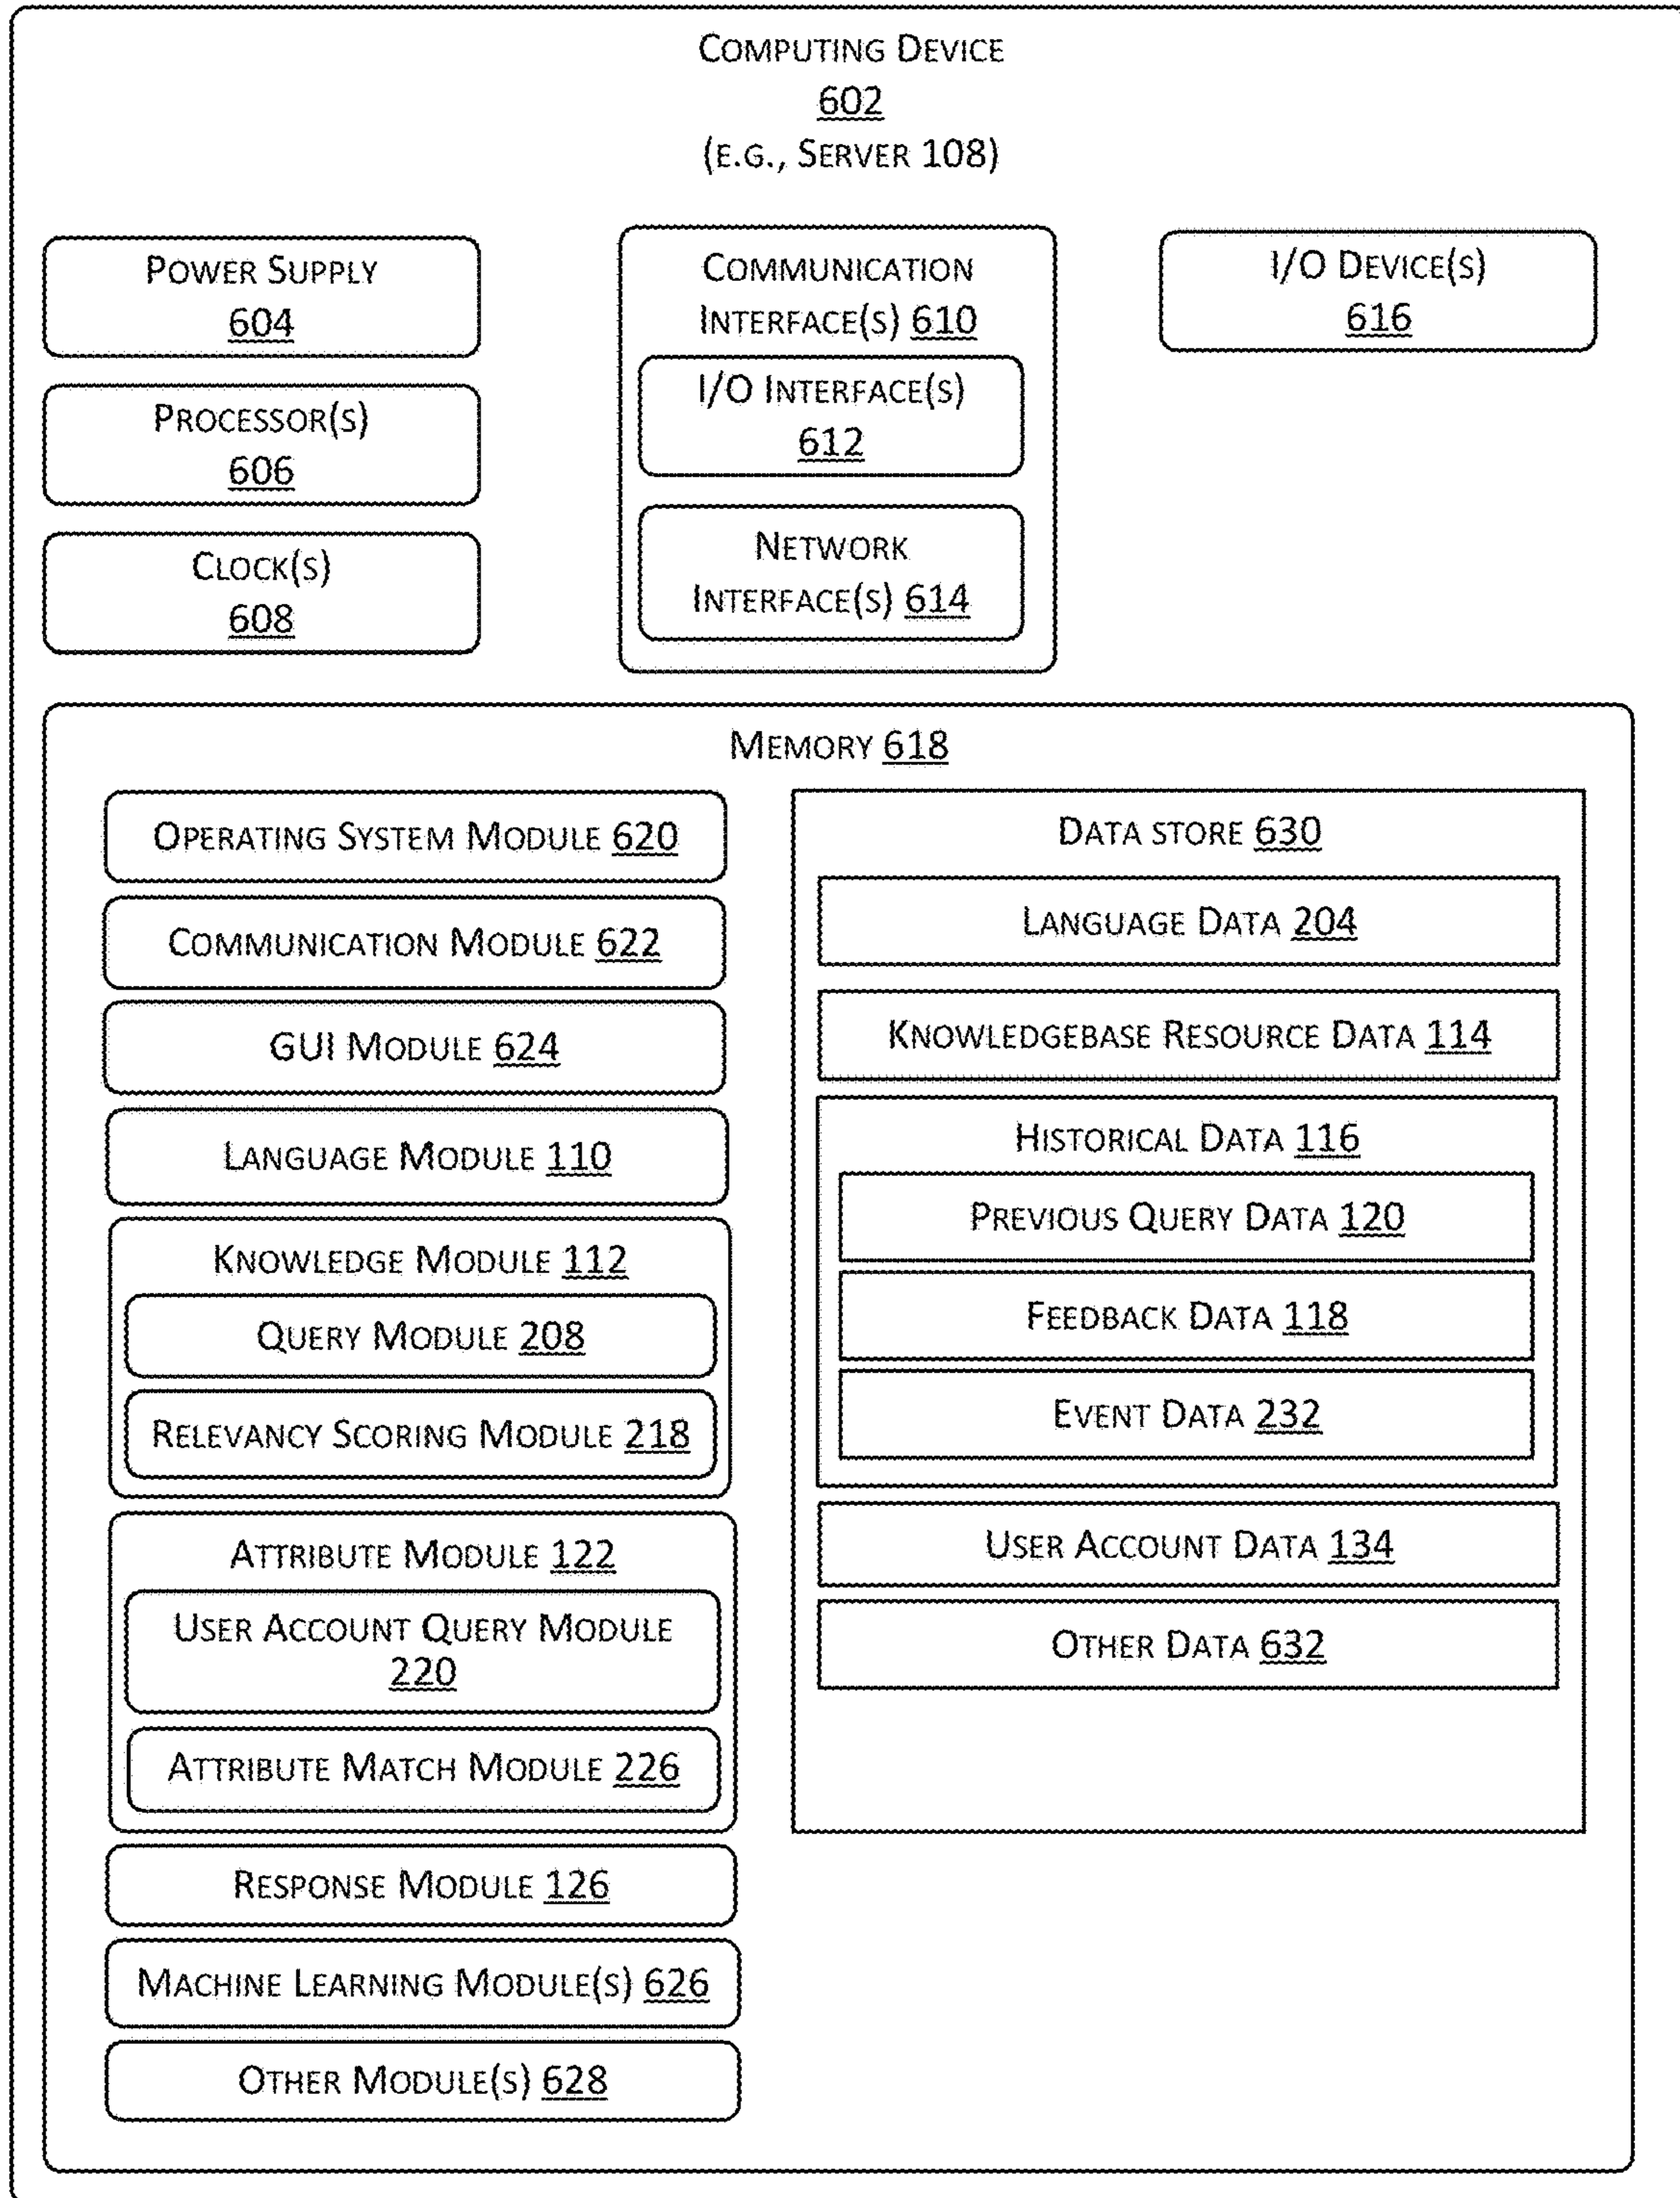 COMPUTING DEVICE
602
(E.G., SERVER 108)
POWER SUPPLY
604
PROCESSOR(S)
606
CLOCK(S)
608
COMMUNICATION
INTERFACE(S) 610
I/O INTERFACE(S)
612
NETWORK
INTERFACE(S) 614
I/O DEVICE(S)
616
MEMORY 618
OPERATING SYSTEM MODULE 620
COMMUNICATION MODULE 622
GUI MODULE 624
LANGUAGE MODULE 110
KNOWLEDGE MODULE 112
QUERY MODULE 208
RELEVANCY SCORING MODULE 218
ATTRIBUTE MODULE 122
USER ACCOUNT QUERY MODULE
220
ATTRIBUTE MATCH MODULE 226
RESPONSE MODULE 126
MACHINE LEARNING MODULE(S) 626
OTHER MODULE(S) 628
DATA STORE 630
LANGUAGE DATA 204
KNOWLEDGEBASE RESOURCE DATA 114
HISTORICAL DATA 116
PREVIOUS QUERY DATA 120
FEEDBACK DATA 118
EVENT DATA 232
USER ACCOUNT DATA 134
OTHER DATA 632